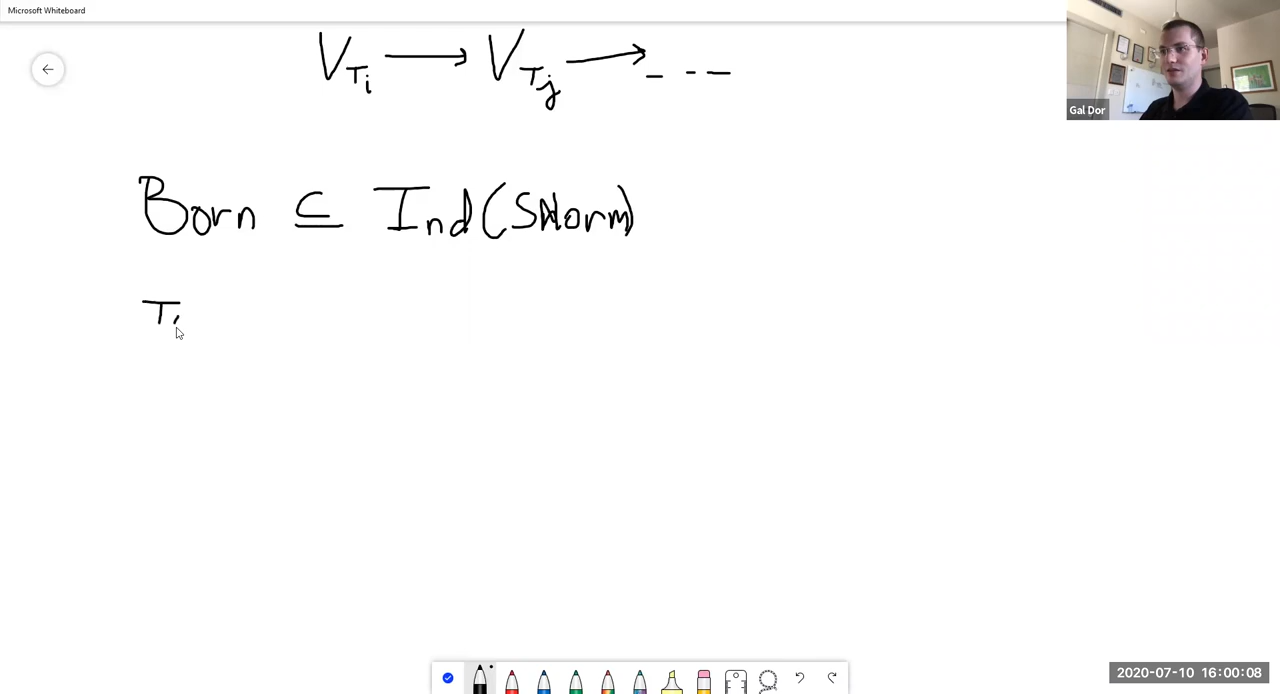 Microsoft Whiteboard
V_{T_i} → V_{T_j} → - - -
Gal Dor
Born ⊆ Ind(SNorm)
2020-07-10 16:00:08